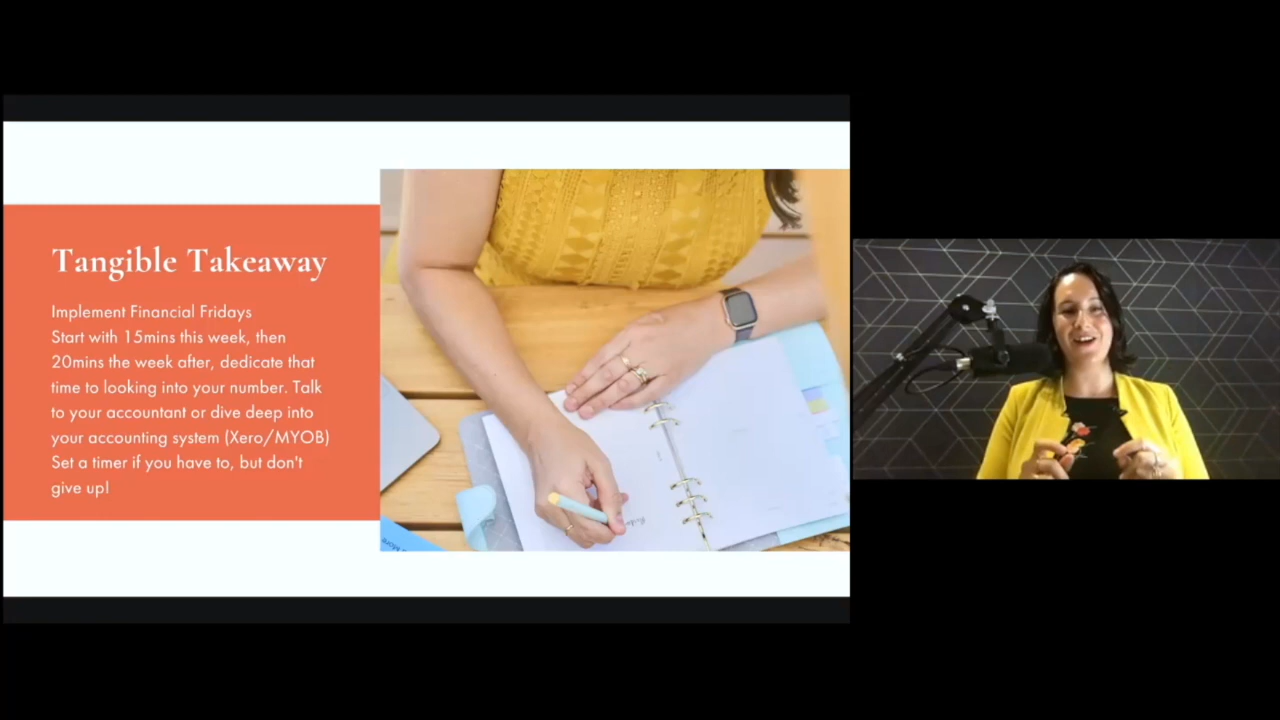 Tangible Takeaway
Implement Financial Fridays
Start with 15mins this week, then
20mins the week after, dedicate that
time to looking into your number. Talk
to your accountant or dive deep into
your accounting system (Xero/MYOB)
Set a timer if you have to, but don't
give up!